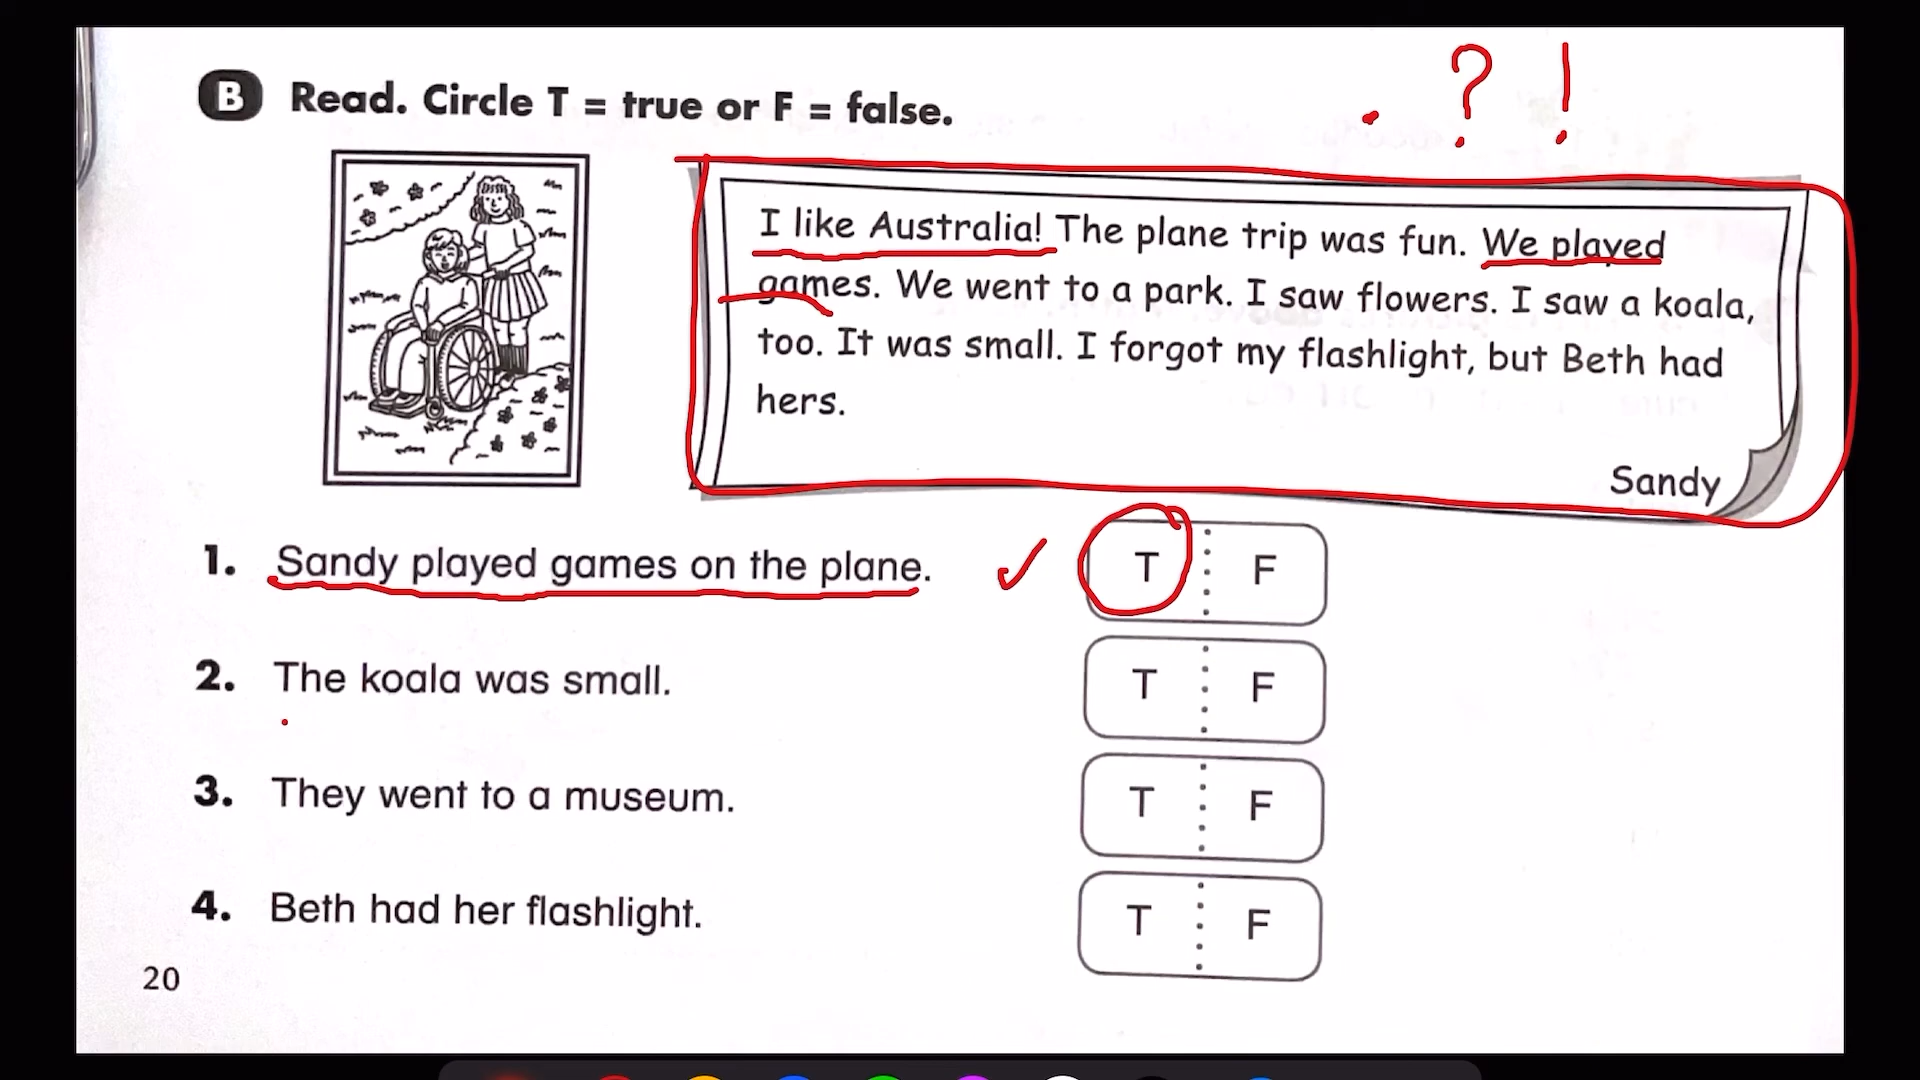 . ? !
B Read. Circle T = true or F = false.
I like Australia! The plane trip was fun. We played
games. We went to a park. I saw flowers. I saw a koala,
too. It was small. I forgot my flashlight, but Beth had
hers.
Sandy
1. Sandy played games on the plane. ✓ T F
2. The koala was small. T F
3. They went to a museum. T F
4. Beth had her flashlight. T F
20